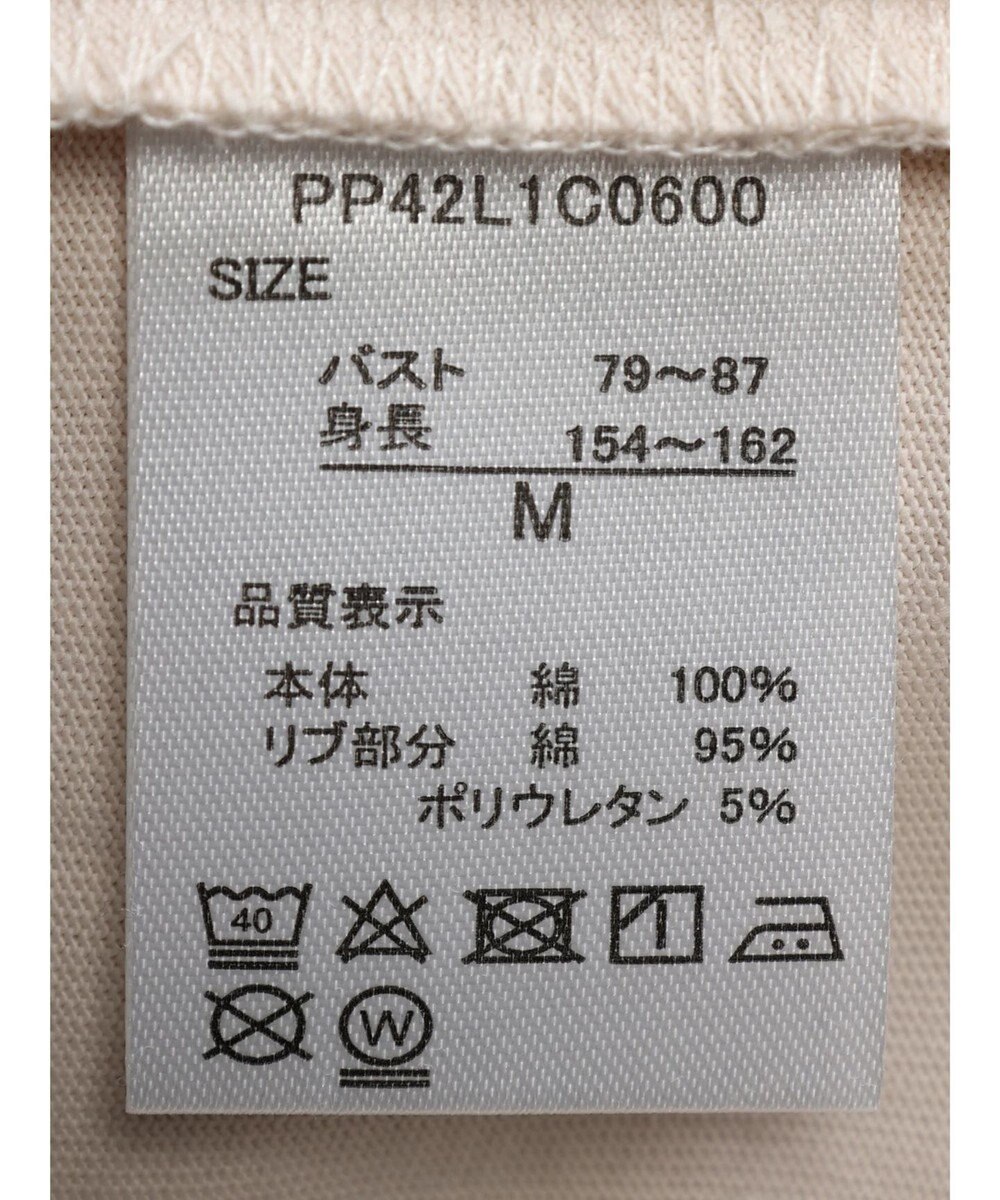 PP42L1C0600
SIZE
バスト 79～87
身長 154～162
M
品質表示
本体 綿 100%
リブ部分 綿 95%
ポリウレタン 5%
40
W